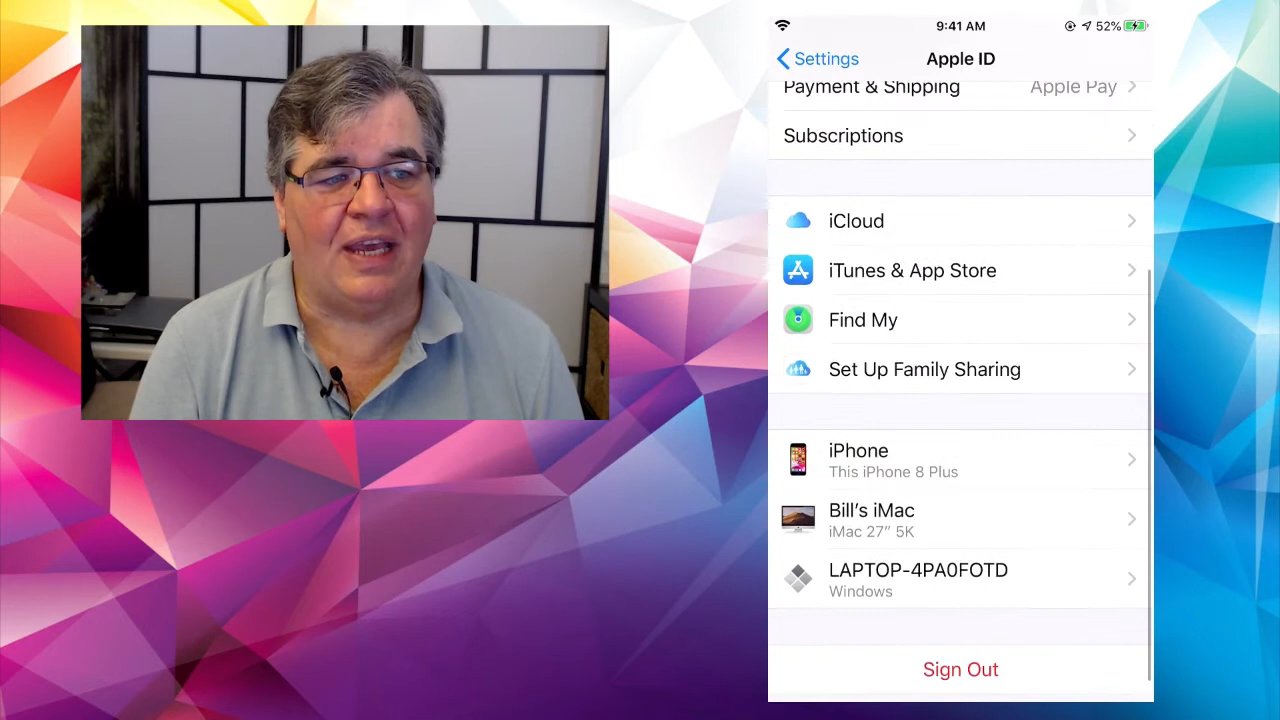 9:41 AM
52%
Settings
Apple ID
Payment & Shipping
Apple Pay
Subscriptions
iCloud
iTunes & App Store
Find My
Set Up Family Sharing
iPhone
This iPhone 8 Plus
Bill’s iMac
iMac 27” 5K
LAPTOP-4PA0FOTD
Windows
Sign Out